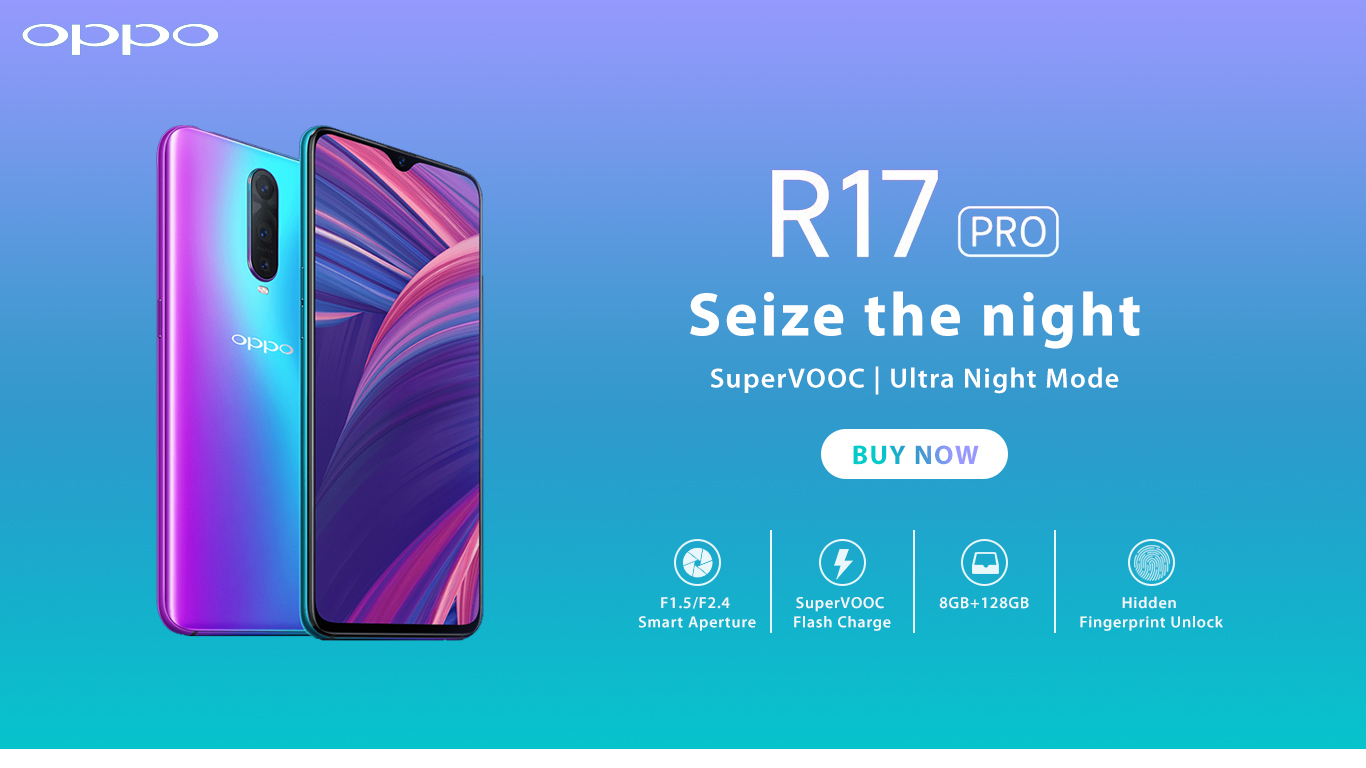 oppo
oppo
R17 PRO
Seize the night
SuperVOOC | Ultra Night Mode
BUY NOW
F1.5/F2.4
Smart Aperture
SuperVOOC
Flash Charge
8GB+128GB
Hidden
Fingerprint Unlock